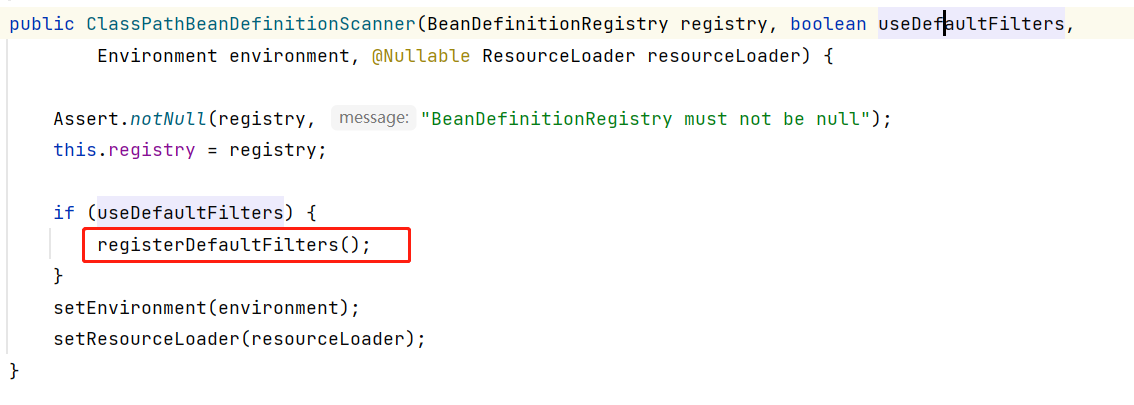 public ClassPathBeanDefinitionScanner(BeanDefinitionRegistry registry, boolean useDefaultFilters,
Environment environment, @Nullable ResourceLoader resourceLoader) {
Assert.notNull(registry, message: "BeanDefinitionRegistry must not be null");
this.registry = registry;
if (useDefaultFilters) {
registerDefaultFilters();
}
setEnvironment(environment);
setResourceLoader(resourceLoader);
}